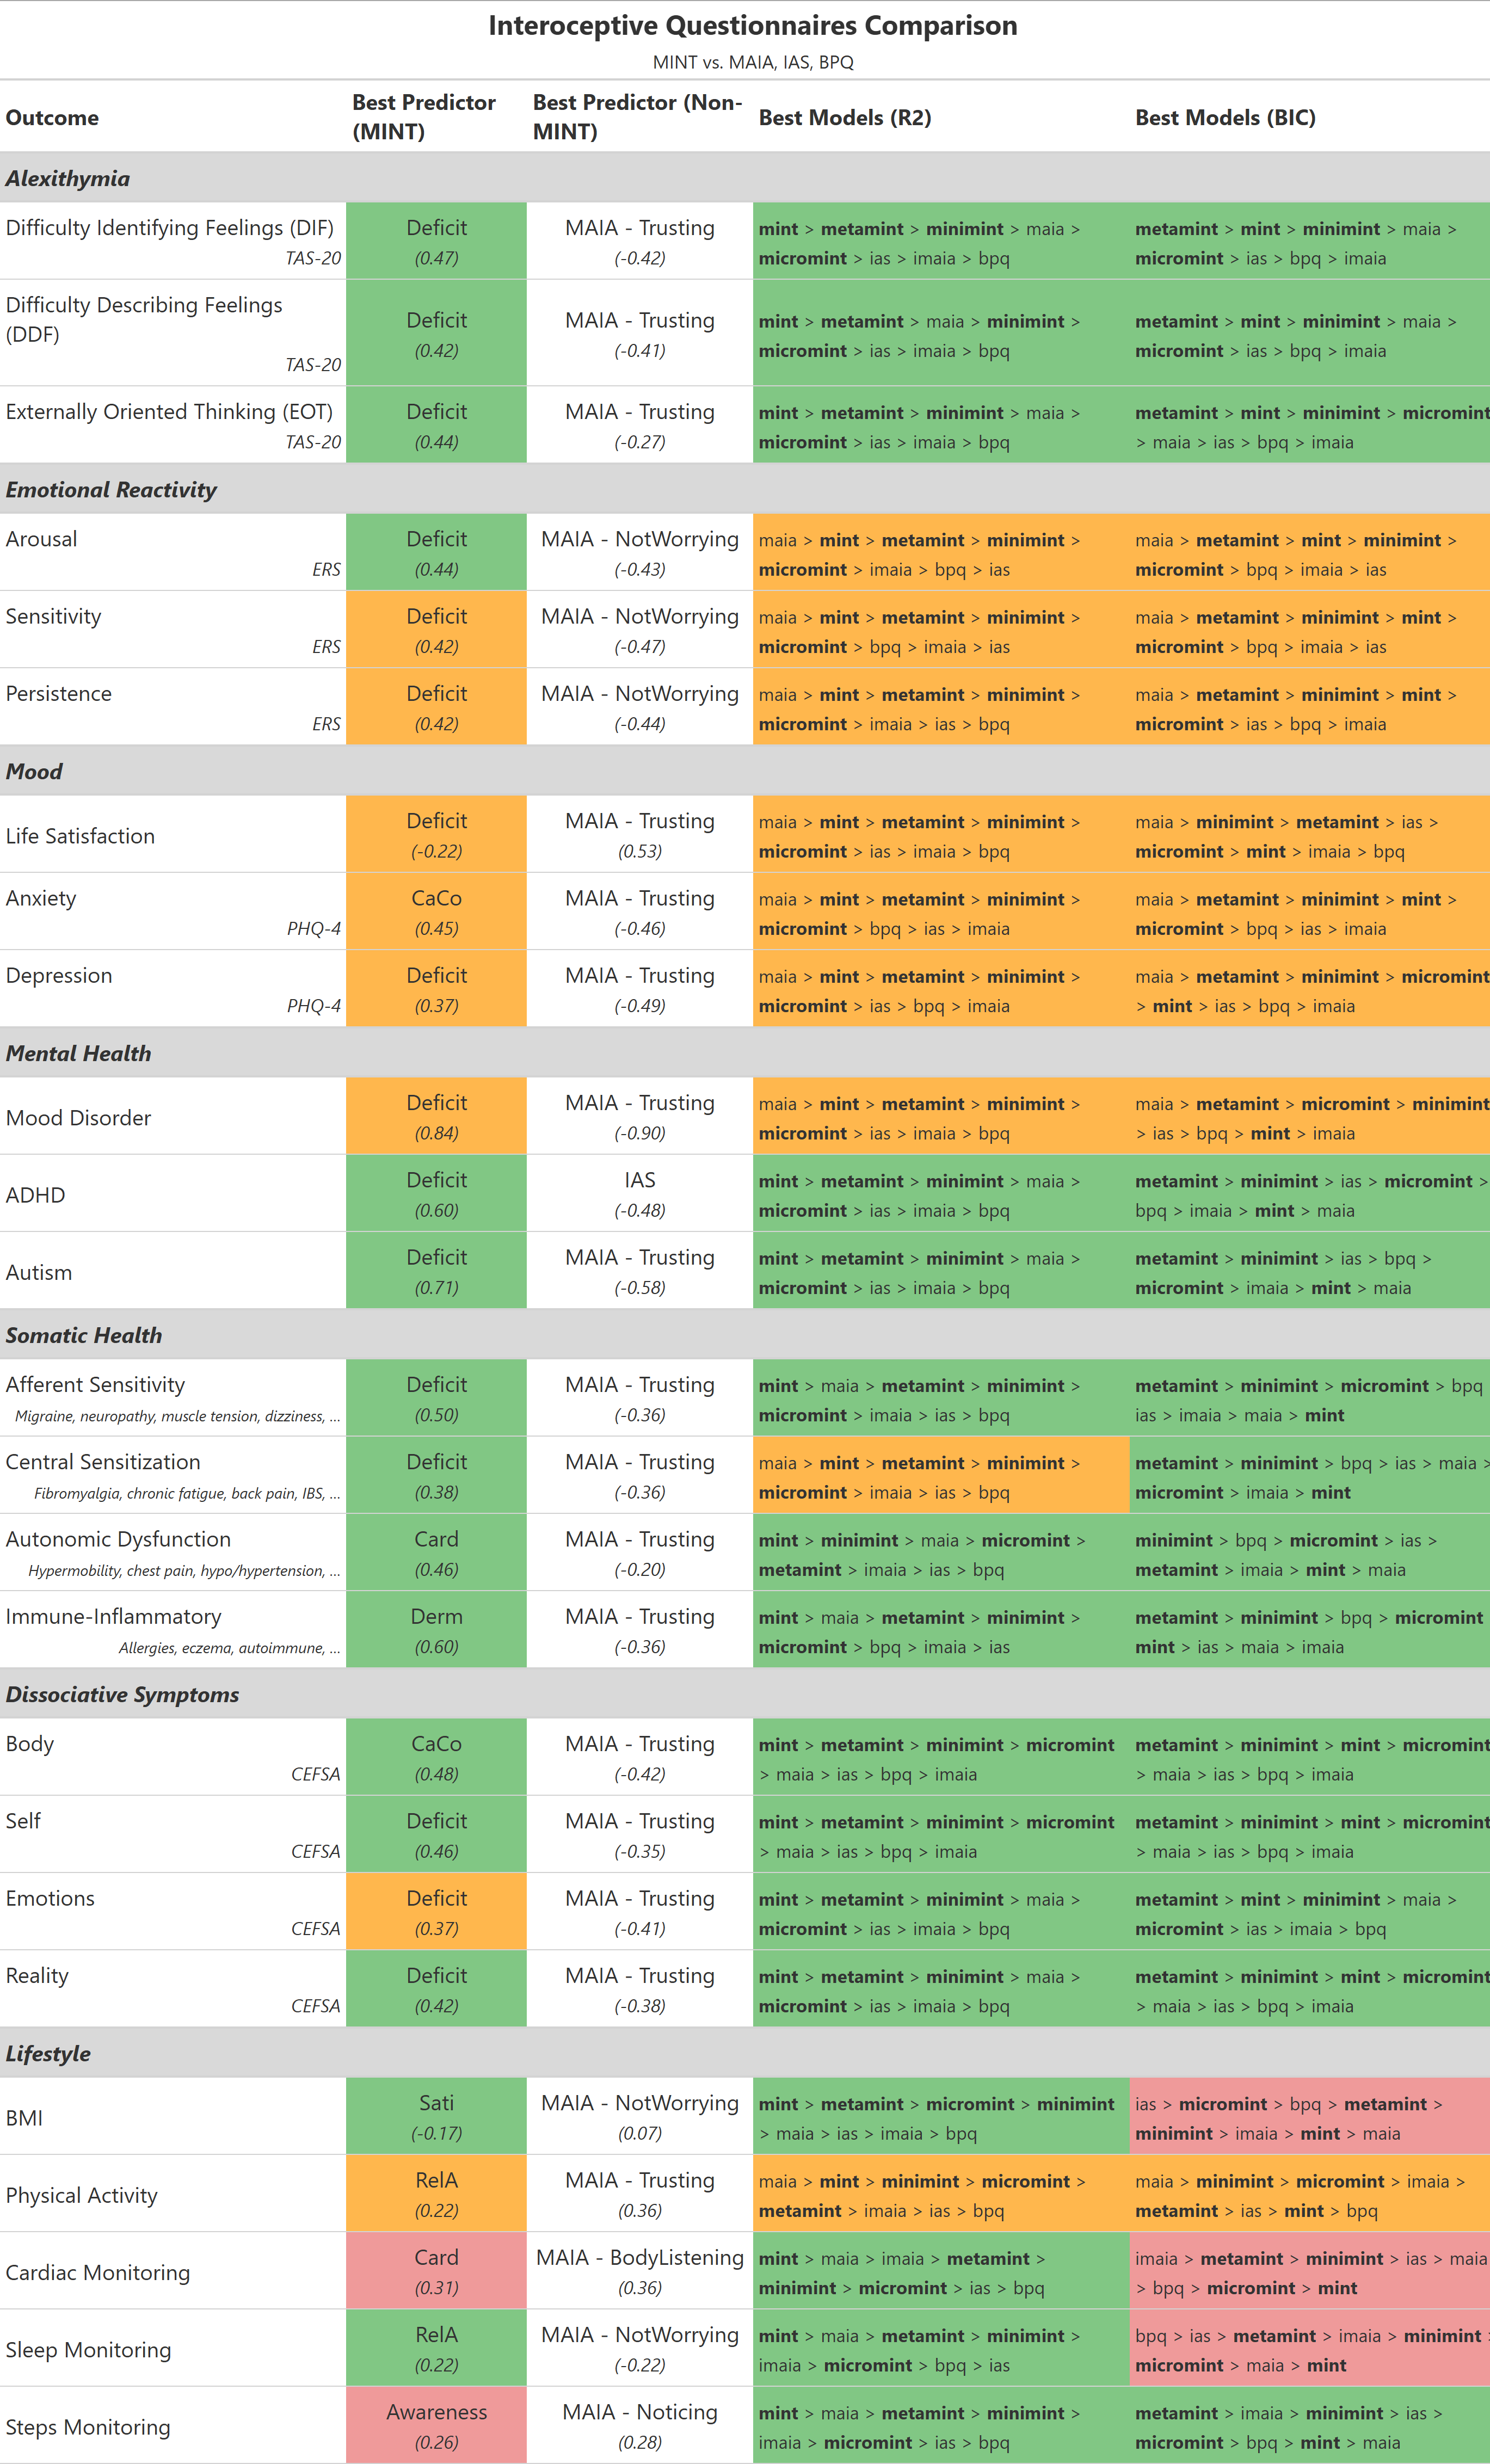 Interoceptive Questionnaires Comparison
MINT vs. MAIA, IAS, BPQ
Outcome
Best Predictor
(MINT)
Best Predictor (Non-
MINT)
Best Models (R2)
Best Models (BIC)
Alexithymia
Difficulty Identifying Feelings (DIF)
TAS-20
Deficit
(0.47)
MAIA - Trusting
(-0.42)
mint > metamint > minimint > maia >
micromint > ias > imaia > bpq
metamint > mint > minimint > maia >
micromint > ias > bpq > imaia
Difficulty Describing Feelings
(DDF)
TAS-20
Deficit
(0.42)
MAIA - Trusting
(-0.41)
mint > metamint > maia > minimint >
micromint > ias > imaia > bpq
metamint > mint > minimint > maia >
micromint > ias > bpq > imaia
Externally Oriented Thinking (EOT)
TAS-20
Deficit
(0.44)
MAIA - Trusting
(-0.27)
mint > metamint > minimint > maia >
micromint > ias > imaia > bpq
metamint > mint > minimint > micromint
> maia > ias > bpq > imaia
Emotional Reactivity
Arousal
ERS
Deficit
(0.44)
MAIA - NotWorrying
(-0.43)
maia > mint > metamint > minimint >
micromint > imaia > bpq > ias
maia > metamint > mint > minimint >
micromint > bpq > imaia > ias
Sensitivity
ERS
Deficit
(0.42)
MAIA - NotWorrying
(-0.47)
maia > mint > metamint > minimint >
micromint > bpq > imaia > ias
maia > metamint > minimint > mint >
micromint > bpq > imaia > ias
Persistence
ERS
Deficit
(0.42)
MAIA - NotWorrying
(-0.44)
maia > mint > metamint > minimint >
micromint > imaia > ias > bpq
maia > metamint > minimint > mint >
micromint > ias > bpq > imaia
Mood
Life Satisfaction
Deficit
(-0.22)
MAIA - Trusting
(0.53)
maia > mint > metamint > minimint >
micromint > ias > imaia > bpq
maia > minimint > metamint > ias >
micromint > mint > imaia > bpq
Anxiety
PHQ-4
CaCo
(0.45)
MAIA - Trusting
(-0.46)
maia > mint > metamint > minimint >
micromint > bpq > ias > imaia
maia > metamint > minimint > mint >
micromint > bpq > ias > imaia
Depression
PHQ-4
Deficit
(0.37)
MAIA - Trusting
(-0.49)
maia > mint > metamint > minimint >
micromint > ias > bpq > imaia
maia > metamint > minimint > micromint
> mint > ias > bpq > imaia
Mental Health
Mood Disorder
Deficit
(0.84)
MAIA - Trusting
(-0.90)
maia > mint > metamint > minimint >
micromint > ias > imaia > bpq
maia > metamint > micromint > minimint
> ias > bpq > mint > imaia
ADHD
Deficit
(0.60)
IAS
(-0.48)
mint > metamint > minimint > maia >
micromint > ias > imaia > bpq
metamint > minimint > ias > micromint >
bpq > imaia > mint > maia
Autism
Deficit
(0.71)
MAIA - Trusting
(-0.58)
mint > metamint > minimint > maia >
micromint > ias > imaia > bpq
metamint > minimint > ias > bpq >
micromint > imaia > mint > maia
Somatic Health
Afferent Sensitivity
Migraine, neuropathy, muscle tension, dizziness, ...
Deficit
(0.50)
MAIA - Trusting
(-0.36)
mint > maia > metamint > minimint >
micromint > imaia > ias > bpq
metamint > minimint > micromint > bpq
ias > imaia > maia > mint
Central Sensitization
Fibromyalgia, chronic fatigue, back pain, IBS, ...
Deficit
(0.38)
MAIA - Trusting
(-0.36)
maia > mint > metamint > minimint >
micromint > imaia > ias > bpq
metamint > minimint > bpq > ias > maia >
micromint > imaia > mint
Autonomic Dysfunction
Hypermobility, chest pain, hypo/hypertension, ...
Card
(0.46)
MAIA - Trusting
(-0.20)
mint > minimint > maia > micromint >
metamint > imaia > ias > bpq
minimint > bpq > micromint > ias >
metamint > imaia > mint > maia
Immune-Inflammatory
Allergies, eczema, autoimmune, ...
Derm
(0.60)
MAIA - Trusting
(-0.36)
mint > maia > metamint > minimint >
micromint > bpq > imaia > ias
metamint > minimint > bpq > micromint
mint > ias > maia > imaia
Dissociative Symptoms
Body
CEFSA
CaCo
(0.48)
MAIA - Trusting
(-0.42)
mint > metamint > minimint > micromint
> maia > ias > bpq > imaia
metamint > minimint > mint > micromint
> maia > ias > bpq > imaia
Self
CEFSA
Deficit
(0.46)
MAIA - Trusting
(-0.35)
mint > metamint > minimint > micromint
> maia > ias > bpq > imaia
metamint > minimint > mint > micromint
> maia > ias > bpq > imaia
Emotions
CEFSA
Deficit
(0.37)
MAIA - Trusting
(-0.41)
mint > metamint > minimint > maia >
micromint > ias > imaia > bpq
metamint > mint > minimint > maia >
micromint > ias > imaia > bpq
Reality
CEFSA
Deficit
(0.42)
MAIA - Trusting
(-0.38)
mint > metamint > minimint > maia >
micromint > ias > imaia > bpq
metamint > minimint > mint > micromint
> maia > ias > bpq > imaia
Lifestyle
BMI
Sati
(-0.17)
MAIA - NotWorrying
(0.07)
mint > metamint > micromint > minimint
> maia > ias > imaia > bpq
ias > micromint > bpq > metamint >
minimint > imaia > mint > maia
Physical Activity
RelA
(0.22)
MAIA - Trusting
(0.36)
maia > mint > minimint > micromint >
metamint > imaia > ias > bpq
maia > minimint > micromint > imaia >
metamint > ias > mint > bpq
Cardiac Monitoring
Card
(0.31)
MAIA - BodyListening
(0.36)
mint > maia > imaia > metamint >
minimint > micromint > ias > bpq
imaia > metamint > minimint > ias > maia
> bpq > micromint > mint
Sleep Monitoring
RelA
(0.22)
MAIA - NotWorrying
(-0.22)
mint > maia > metamint > minimint >
imaia > micromint > bpq > ias
bpq > ias > metamint > imaia > minimint >
micromint > maia > mint
Steps Monitoring
Awareness
(0.26)
MAIA - Noticing
(0.28)
mint > maia > metamint > minimint >
imaia > micromint > ias > bpq
metamint > imaia > minimint > ias >
micromint > bpq > mint > maia